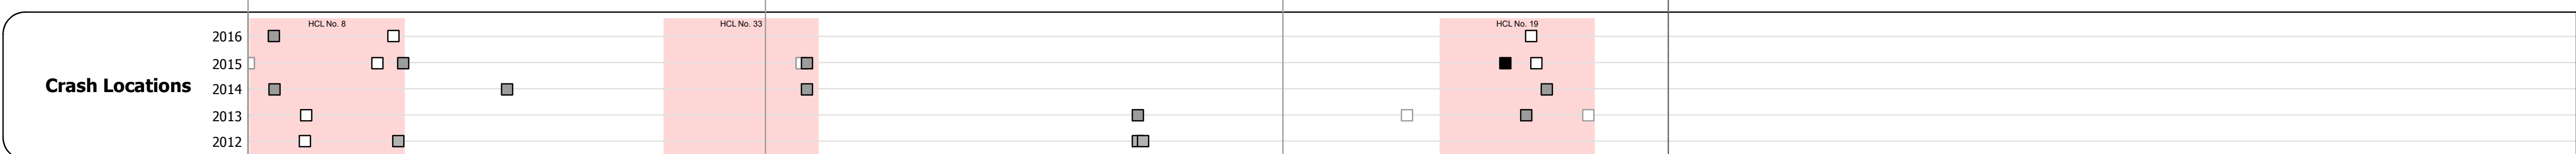 HCL No. 8
HCL No. 33
HCL No. 19
2016
2015
Crash Locations
2014
2013
2012